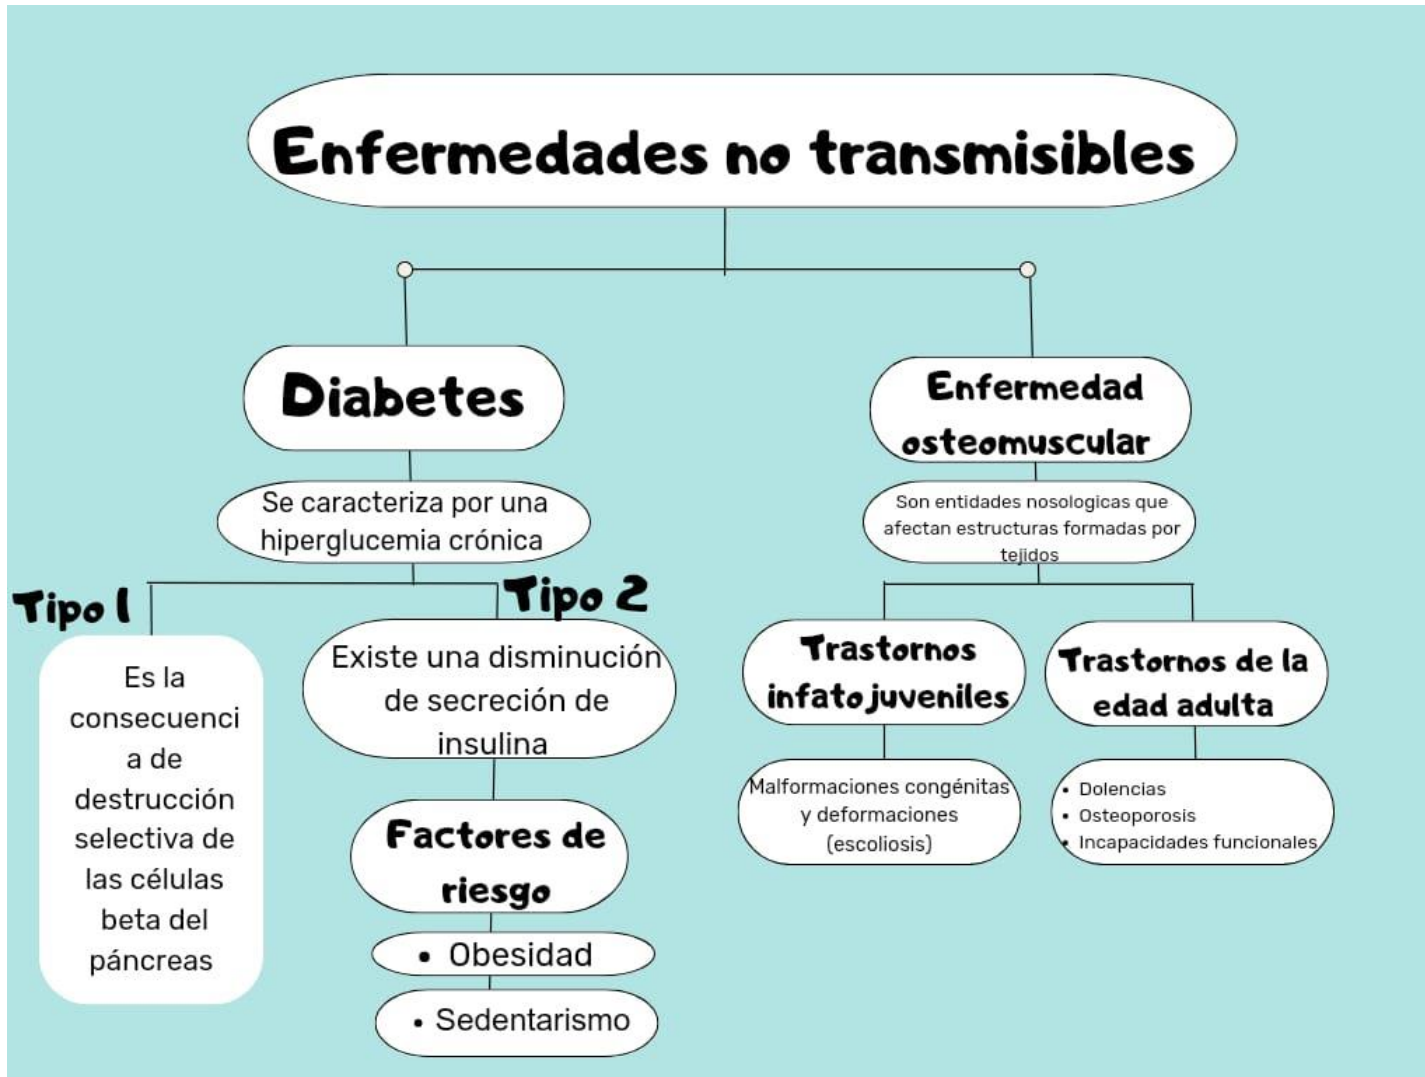 Enfermedades no transmisibles
Diabetes
Se caracteriza por una
hiperglucemia crónica
Tipo 1
Es la
consecuenci
a de
destrucción
selectiva de
las células
beta del
páncreas
Tipo 2
Existe una disminución
de secreción de
insulina
Factores de
riesgo
• Obesidad
• Sedentarismo
Enfermedad
osteomuscular
Son entidades nosologicas que
afectan estructuras formadas por
tejidos
Trastornos
infato juveniles
Malformaciones congénitas
y deformaciones
(escoliosis)
Trastornos de la
edad adulta
• Dolencias
• Osteoporosis
• Incapacidades funcionales